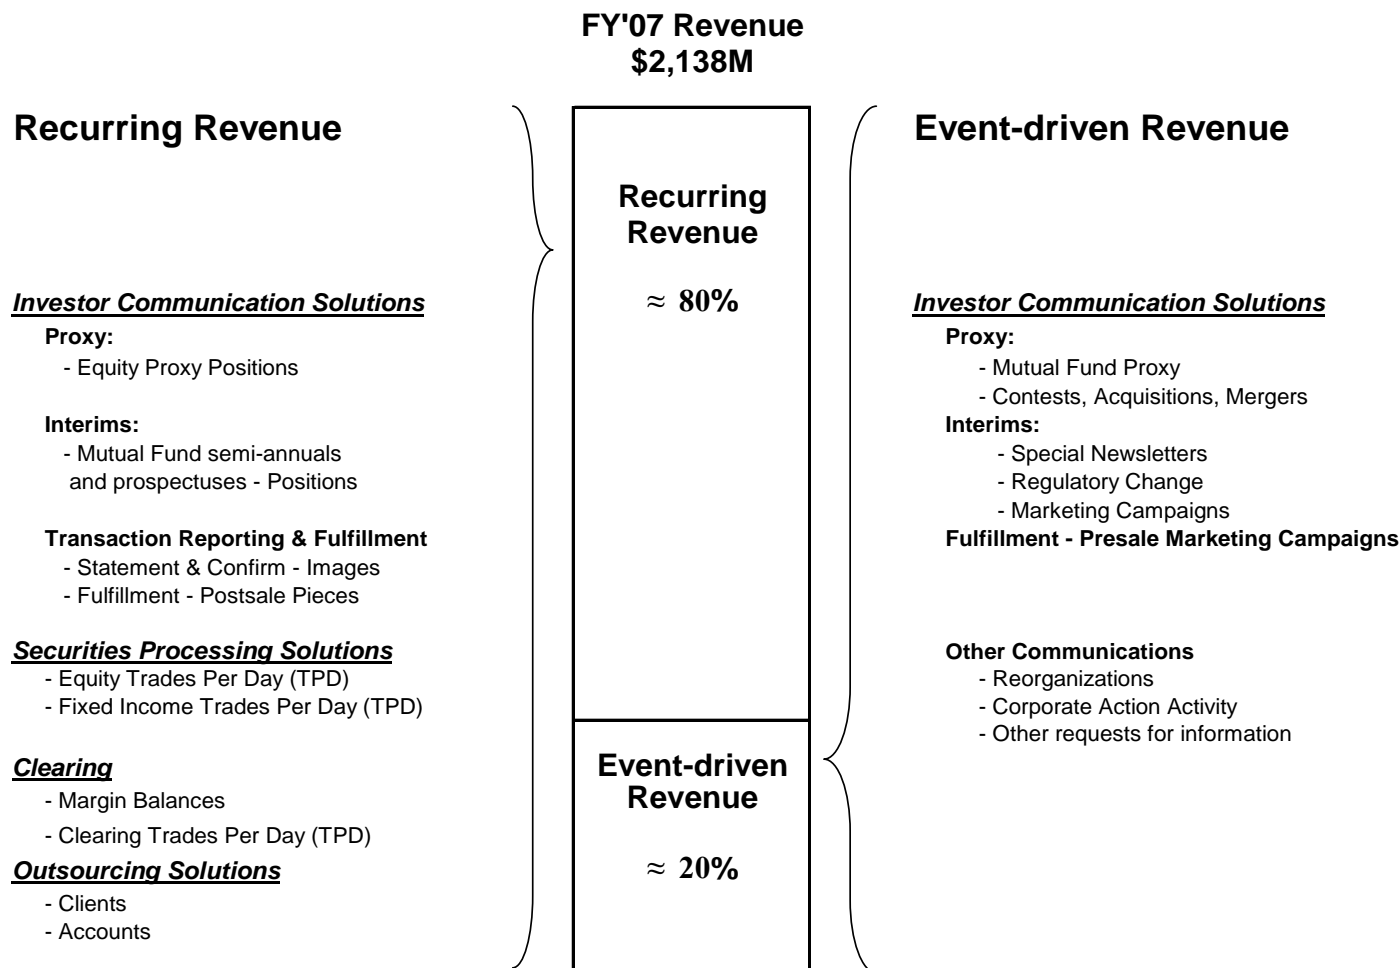 FY'07 Revenue
$2,138M
Recurring Revenue
Investor Communication Solutions
Proxy:
- Equity Proxy Positions
Interims:
- Mutual Fund semi-annuals
and prospectuses - Positions
Transaction Reporting & Fulfillment
- Statement & Confirm - Images
- Fulfillment - Postsale Pieces
Securities Processing Solutions
- Equity Trades Per Day (TPD)
- Fixed Income Trades Per Day (TPD)
Clearing
- Margin Balances
- Clearing Trades Per Day (TPD)
Outsourcing Solutions
- Clients
- Accounts
Recurring
Revenue
≈ 80%
Event-driven
Revenue
≈ 20%
Event-driven Revenue
Investor Communication Solutions
Proxy:
- Mutual Fund Proxy
- Contests, Acquisitions, Mergers
Interims:
- Special Newsletters
- Regulatory Change
- Marketing Campaigns
Fulfillment - Presale Marketing Campaigns
Other Communications
- Reorganizations
- Corporate Action Activity
- Other requests for information